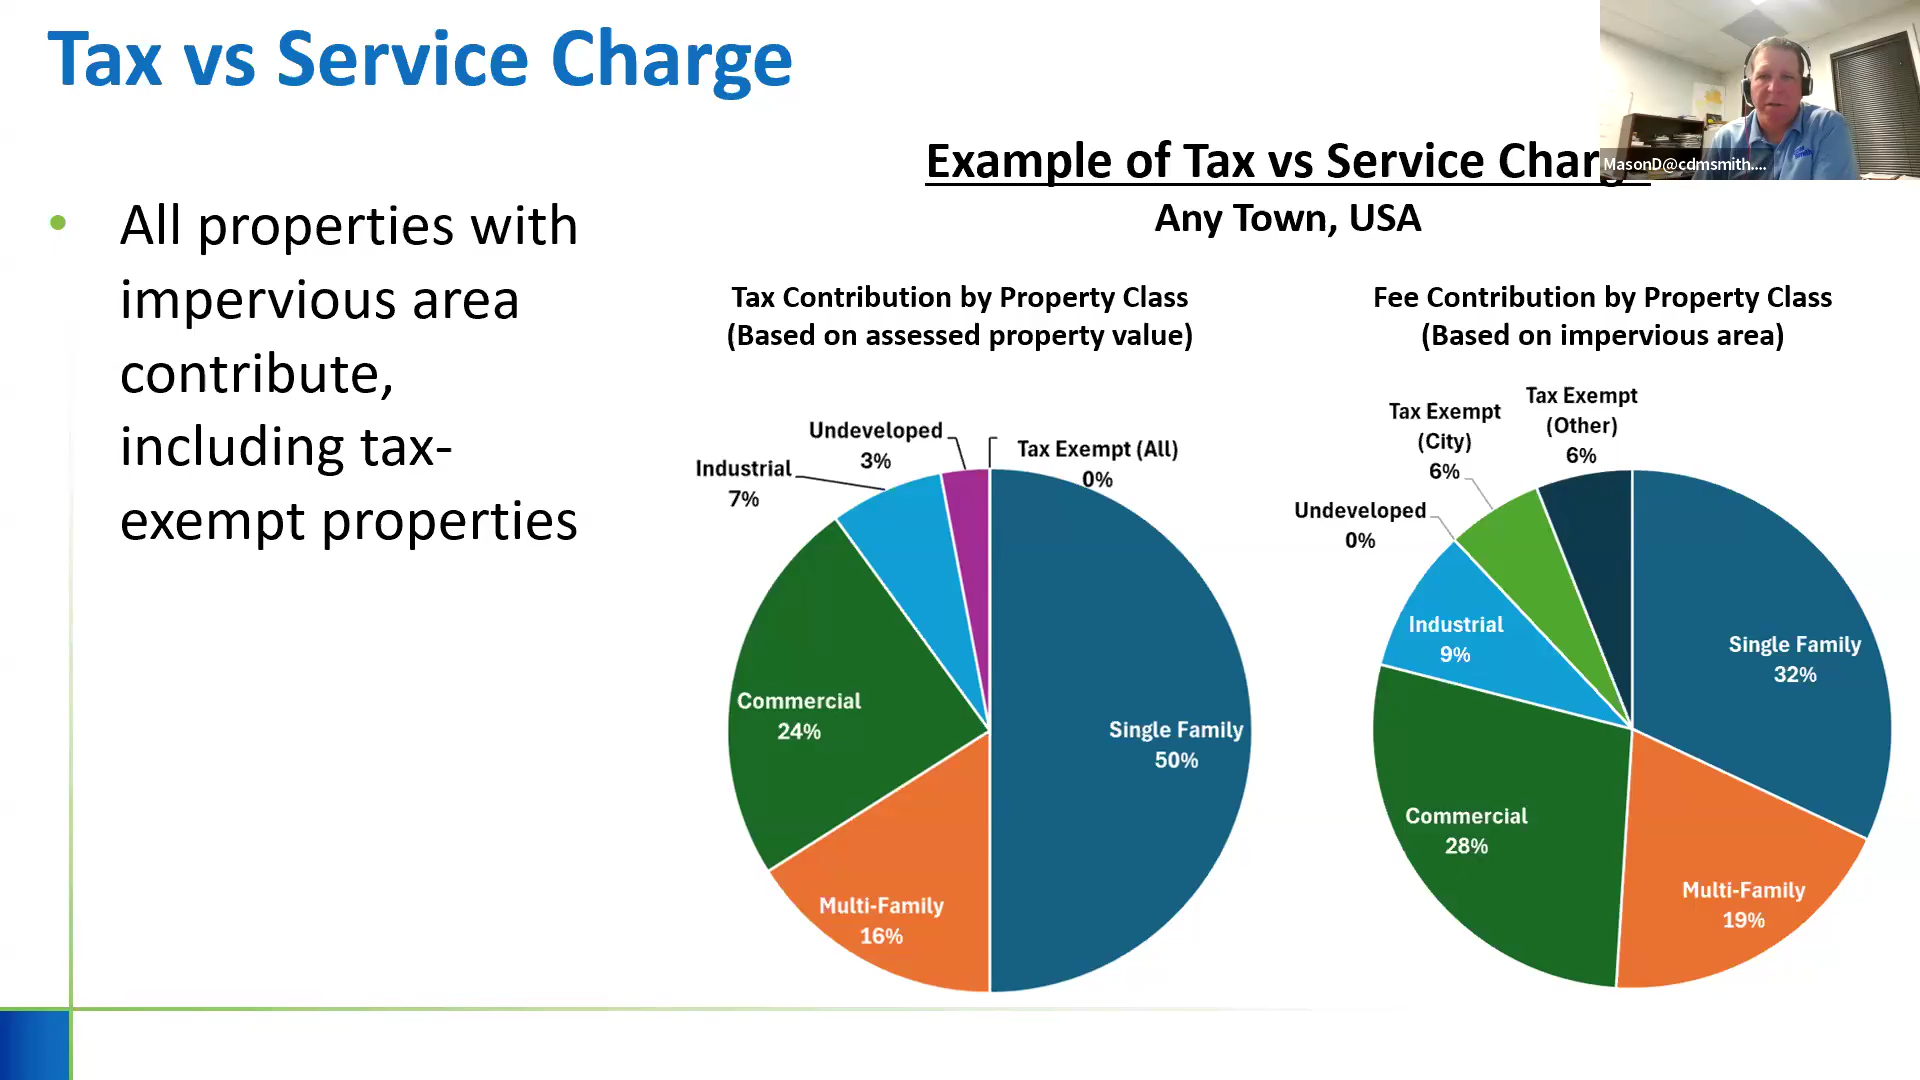 Tax vs Service Charge
Example of Tax vs Service Charg
Any Town, USA
MasonD@cdmsmith....
• All properties with
impervious area
contribute,
including tax-
exempt properties
Tax Contribution by Property Class
(Based on assessed property value)
Undeveloped
3%
Tax Exempt (All)
0%
Industrial
7%
Commercial
24%
Single Family
50%
Multi-Family
16%
Fee Contribution by Property Class
(Based on impervious area)
Tax Exempt
(Other)
6%
Tax Exempt
(City)
6%
Undeveloped
0%
Industrial
9%
Single Family
32%
Commercial
28%
Multi-Family
19%